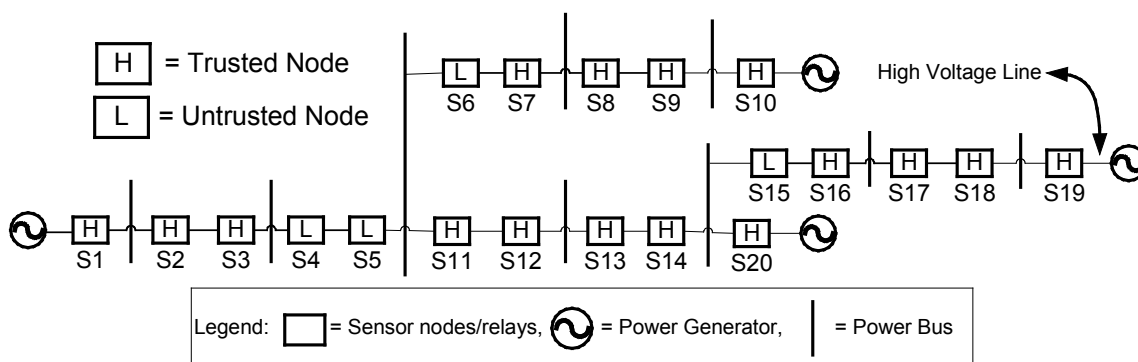 H = Trusted Node
L = Untrusted Node
L H H H H
S6 S7 S8 S9 S10
High Voltage Line
L H H H H
S15 S16 S17 S18 S19
H H H L L H H H H H
S1 S2 S3 S4 S5 S11 S12 S13 S14 S20
Legend: = Sensor nodes/relays, = Power Generator, = Power Bus